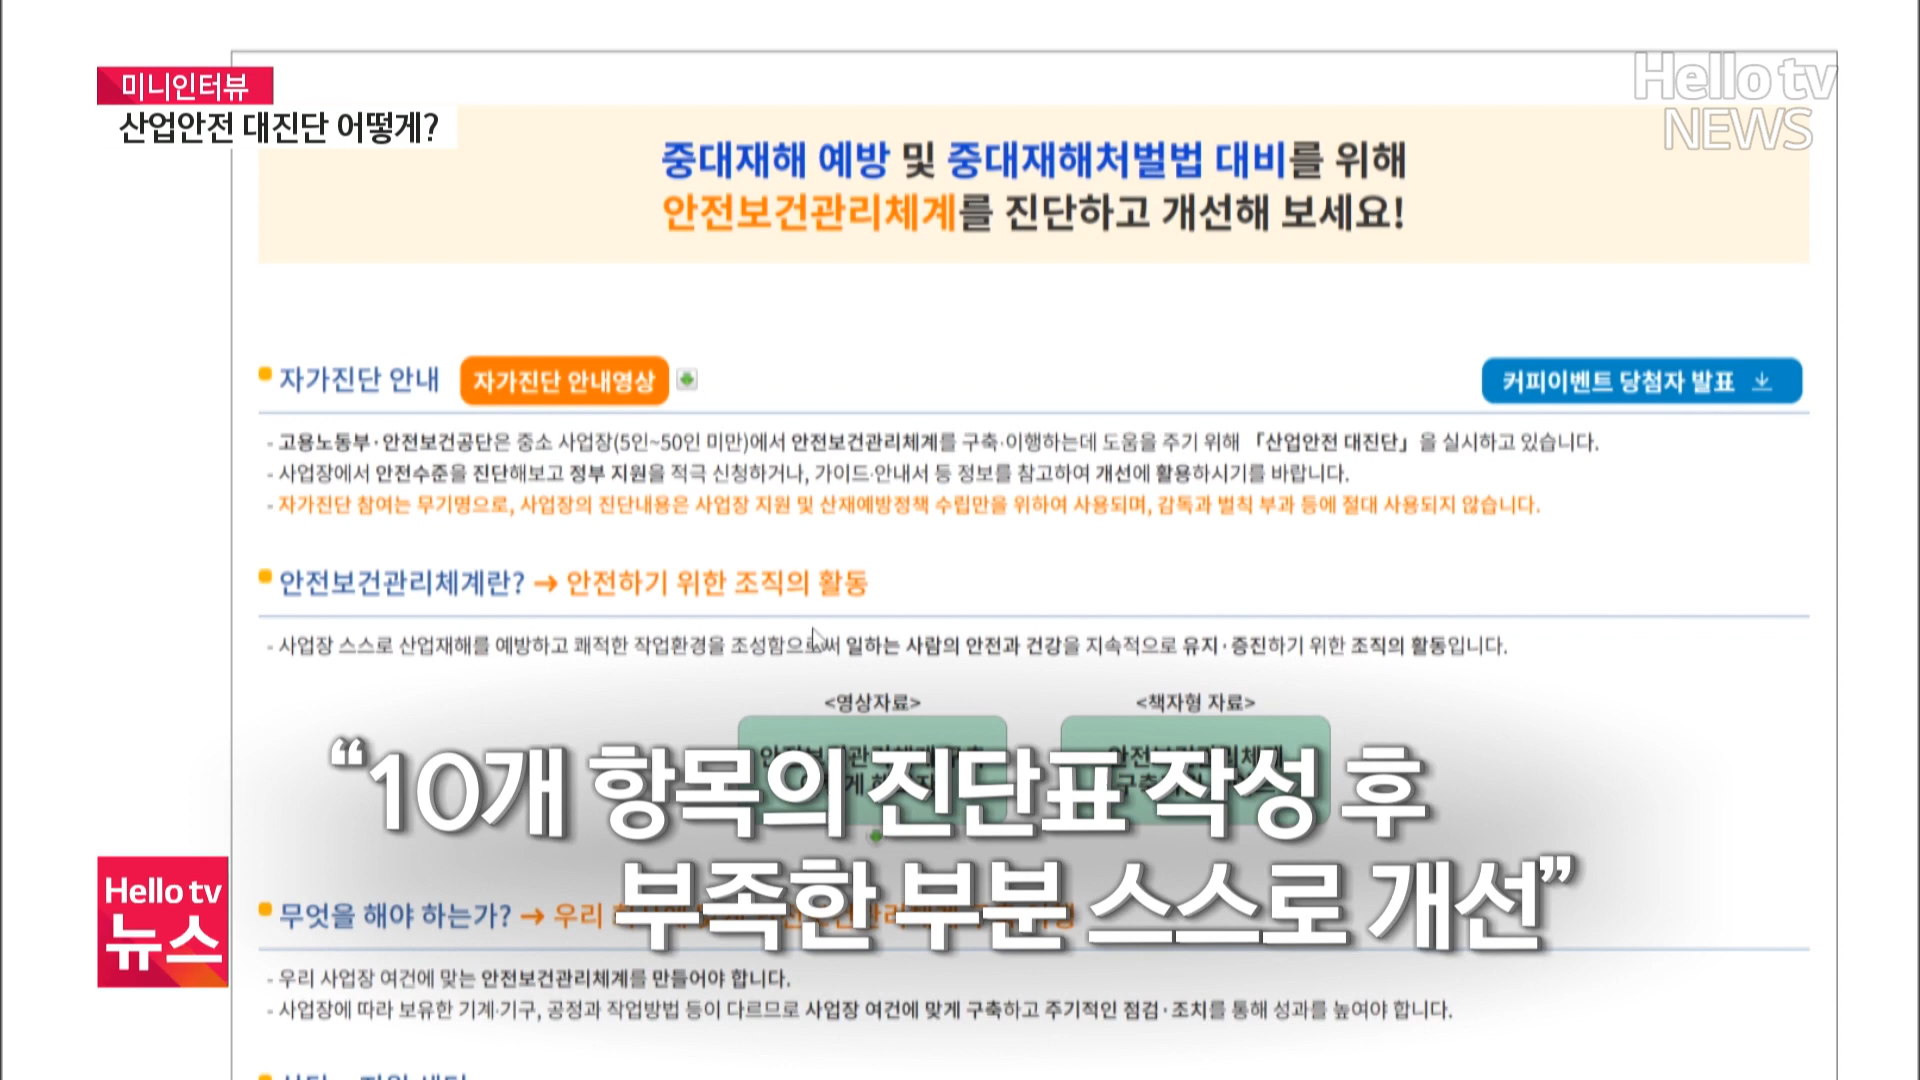 미니인터뷰
산업안전 대진단 어떻게?
Hello tv
NEWS
중대재해 예방 및 중대재해처벌법 대비를 위해
안전보건관리체계를 진단하고 개선해 보세요!
자가진단 안내
자가진단 안내영상
커피이벤트 당첨자 발표
- 고용노동부·안전보건공단은 중소 사업장(5인~50인 미만)에서 안전보건관리체계를 구축·이행하는데 도움을 주기 위해 「산업안전 대진단」을 실시하고 있습니다.
- 사업장에서 안전수준을 진단해보고 정부 지원을 적극 신청하거나, 가이드·안내서 등 정보를 참고하여 개선에 활용하시기를 바랍니다.
- 자가진단 참여는 무기명으로, 사업장의 진단내용은 사업장 지원 및 산재예방정책 수립만을 위하여 사용되며, 감독과 벌칙 부과 등에 절대 사용되지 않습니다.
안전보건관리체계란? → 안전하기 위한 조직의 활동
- 사업장 스스로 산업재해를 예방하고 쾌적한 작업환경을 조성함으로써 일하는 사람의 안전과 건강을 지속적으로 유지·증진하기 위한 조직의 활동입니다.
<영상자료>
<책자형 자료>
“10개 항목의 진단표 작성 후
부족한 부분 스스로 개선”
Hello tv
뉴스
무엇을 해야 하는가? → 우리
- 우리 사업장 여건에 맞는 안전보건관리체계를 만들어야 합니다.
- 사업장에 따라 보유한 기계·기구, 공정과 작업방법 등이 다르므로 사업장 여건에 맞게 구축하고 주기적인 점검·조치를 통해 성과를 높여야 합니다.